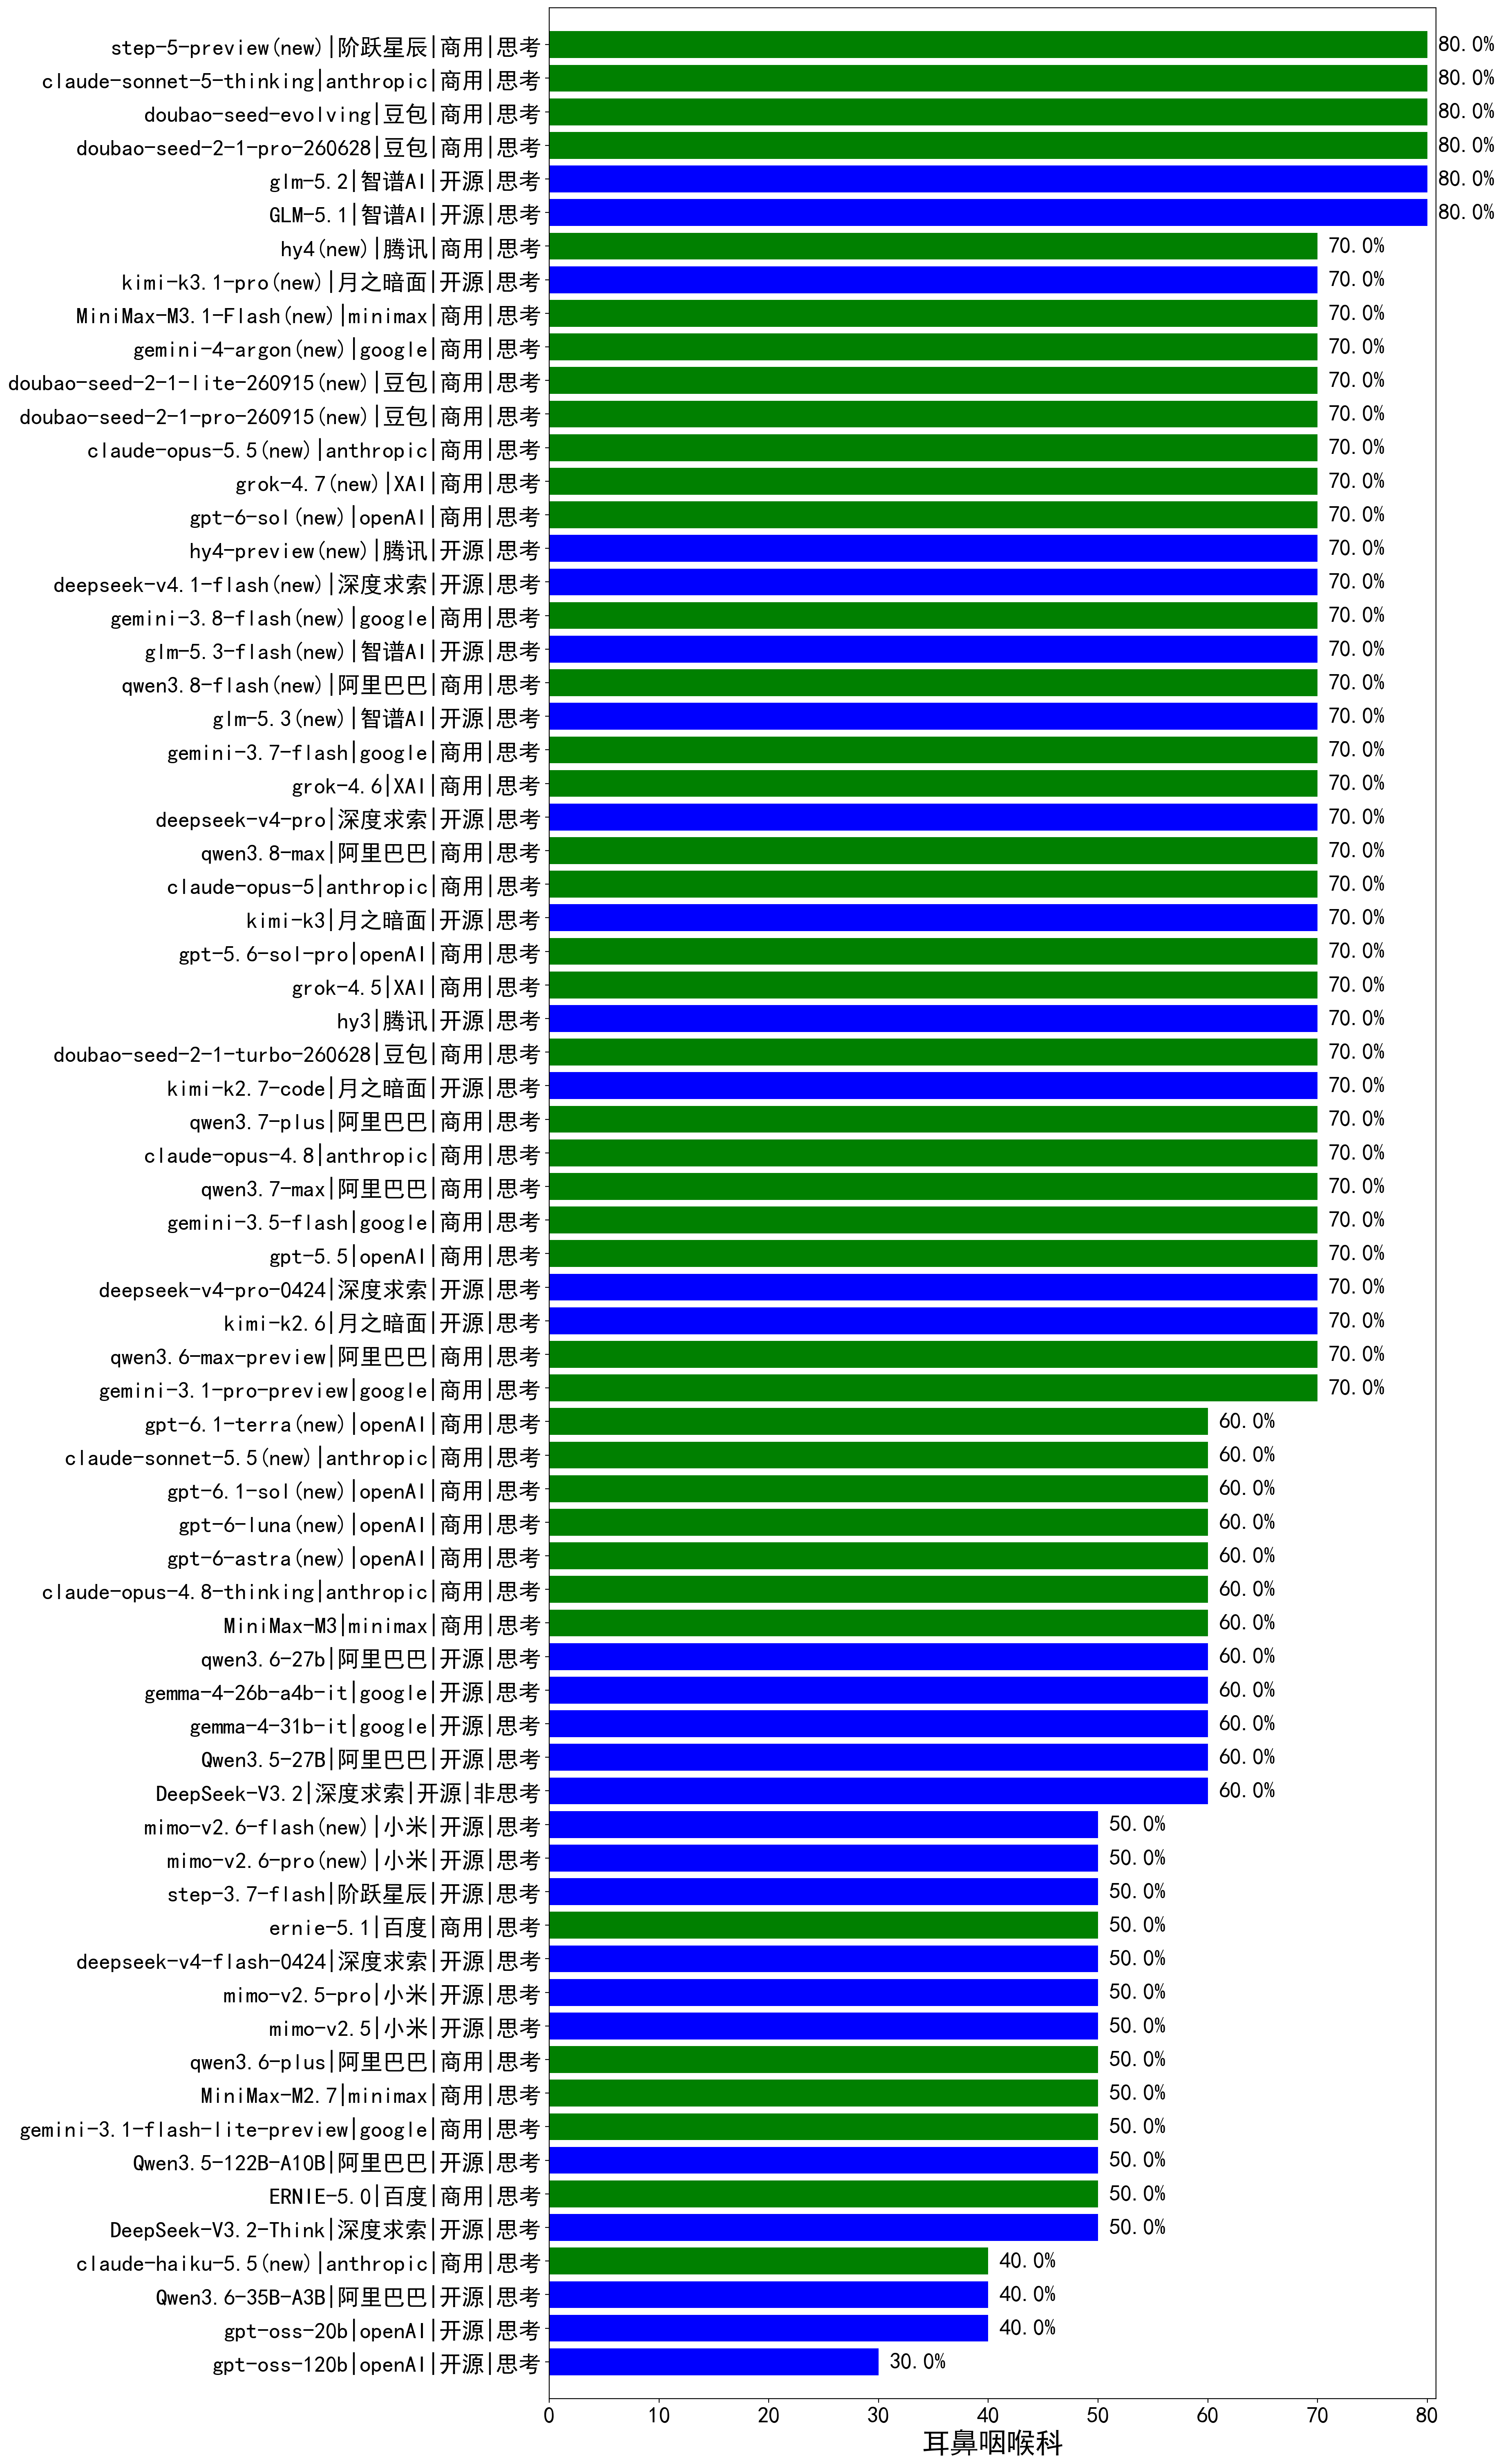 step-5-preview(new)|阶跃星辰|商用|思考 80.0%
claude-sonnet-5-thinking|anthropic|商用|思考 80.0%
doubao-seed-evolving|豆包|商用|思考 80.0%
doubao-seed-2-1-pro-260628|豆包|商用|思考 80.0%
glm-5.2|智谱AI|开源|思考 80.0%
GLM-5.1|智谱AI|开源|思考 80.0%
hy4(new)|腾讯|商用|思考 70.0%
kimi-k3.1-pro(new)|月之暗面|开源|思考 70.0%
MiniMax-M3.1-Flash(new)|minimax|商用|思考 70.0%
gemini-4-argon(new)|google|商用|思考 70.0%
doubao-seed-2-1-lite-260915(new)|豆包|商用|思考 70.0%
doubao-seed-2-1-pro-260915(new)|豆包|商用|思考 70.0%
claude-opus-5.5(new)|anthropic|商用|思考 70.0%
grok-4.7(new)|XAI|商用|思考 70.0%
gpt-6-sol(new)|openAI|商用|思考 70.0%
hy4-preview(new)|腾讯|开源|思考 70.0%
deepseek-v4.1-flash(new)|深度求索|开源|思考 70.0%
gemini-3.8-flash(new)|google|商用|思考 70.0%
glm-5.3-flash(new)|智谱AI|开源|思考 70.0%
qwen3.8-flash(new)|阿里巴巴|商用|思考 70.0%
glm-5.3(new)|智谱AI|开源|思考 70.0%
gemini-3.7-flash|google|商用|思考 70.0%
grok-4.6|XAI|商用|思考 70.0%
deepseek-v4-pro|深度求索|开源|思考 70.0%
qwen3.8-max|阿里巴巴|商用|思考 70.0%
claude-opus-5|anthropic|商用|思考 70.0%
kimi-k3|月之暗面|开源|思考 70.0%
gpt-5.6-sol-pro|openAI|商用|思考 70.0%
grok-4.5|XAI|商用|思考 70.0%
hy3|腾讯|开源|思考 70.0%
doubao-seed-2-1-turbo-260628|豆包|商用|思考 70.0%
kimi-k2.7-code|月之暗面|开源|思考 70.0%
qwen3.7-plus|阿里巴巴|商用|思考 70.0%
claude-opus-4.8|anthropic|商用|思考 70.0%
qwen3.7-max|阿里巴巴|商用|思考 70.0%
gemini-3.5-flash|google|商用|思考 70.0%
gpt-5.5|openAI|商用|思考 70.0%
deepseek-v4-pro-0424|深度求索|开源|思考 70.0%
kimi-k2.6|月之暗面|开源|思考 70.0%
qwen3.6-max-preview|阿里巴巴|商用|思考 70.0%
gemini-3.1-pro-preview|google|商用|思考 70.0%
gpt-6.1-terra(new)|openAI|商用|思考 60.0%
claude-sonnet-5.5(new)|anthropic|商用|思考 60.0%
gpt-6.1-sol(new)|openAI|商用|思考 60.0%
gpt-6-luna(new)|openAI|商用|思考 60.0%
gpt-6-astra(new)|openAI|商用|思考 60.0%
claude-opus-4.8-thinking|anthropic|商用|思考 60.0%
MiniMax-M3|minimax|商用|思考 60.0%
qwen3.6-27b|阿里巴巴|开源|思考 60.0%
gemma-4-26b-a4b-it|google|开源|思考 60.0%
gemma-4-31b-it|google|开源|思考 60.0%
Qwen3.5-27B|阿里巴巴|开源|思考 60.0%
DeepSeek-V3.2|深度求索|开源|非思考 60.0%
mimo-v2.6-flash(new)|小米|开源|思考 50.0%
mimo-v2.6-pro(new)|小米|开源|思考 50.0%
step-3.7-flash|阶跃星辰|开源|思考 50.0%
ernie-5.1|百度|商用|思考 50.0%
deepseek-v4-flash-0424|深度求索|开源|思考 50.0%
mimo-v2.5-pro|小米|开源|思考 50.0%
mimo-v2.5|小米|开源|思考 50.0%
qwen3.6-plus|阿里巴巴|商用|思考 50.0%
MiniMax-M2.7|minimax|商用|思考 50.0%
gemini-3.1-flash-lite-preview|google|商用|思考 50.0%
Qwen3.5-122B-A10B|阿里巴巴|开源|思考 50.0%
ERNIE-5.0|百度|商用|思考 50.0%
DeepSeek-V3.2-Think|深度求索|开源|思考 50.0%
claude-haiku-5.5(new)|anthropic|商用|思考 40.0%
Qwen3.6-35B-A3B|阿里巴巴|开源|思考 40.0%
gpt-oss-20b|openAI|开源|思考 40.0%
gpt-oss-120b|openAI|开源|思考 30.0%
0 10 20 30 40 50 60 70 80
耳鼻咽喉科